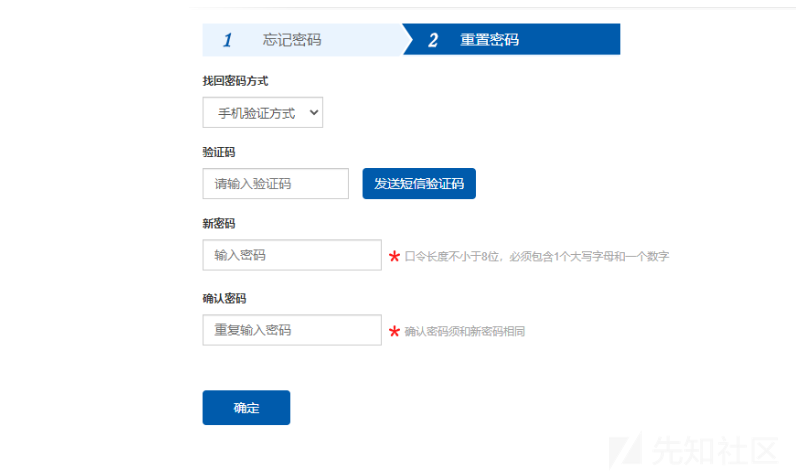 1 忘记密码 2 重置密码
找回密码方式
手机验证方式
验证码
请输入验证码 发送短信验证码
新密码
输入密码 * 口令长度不小于8位，必须包含1个大写字母和一个数字
确认密码
重复输入密码 * 确认密码须和新密码相同
确定
先知社区